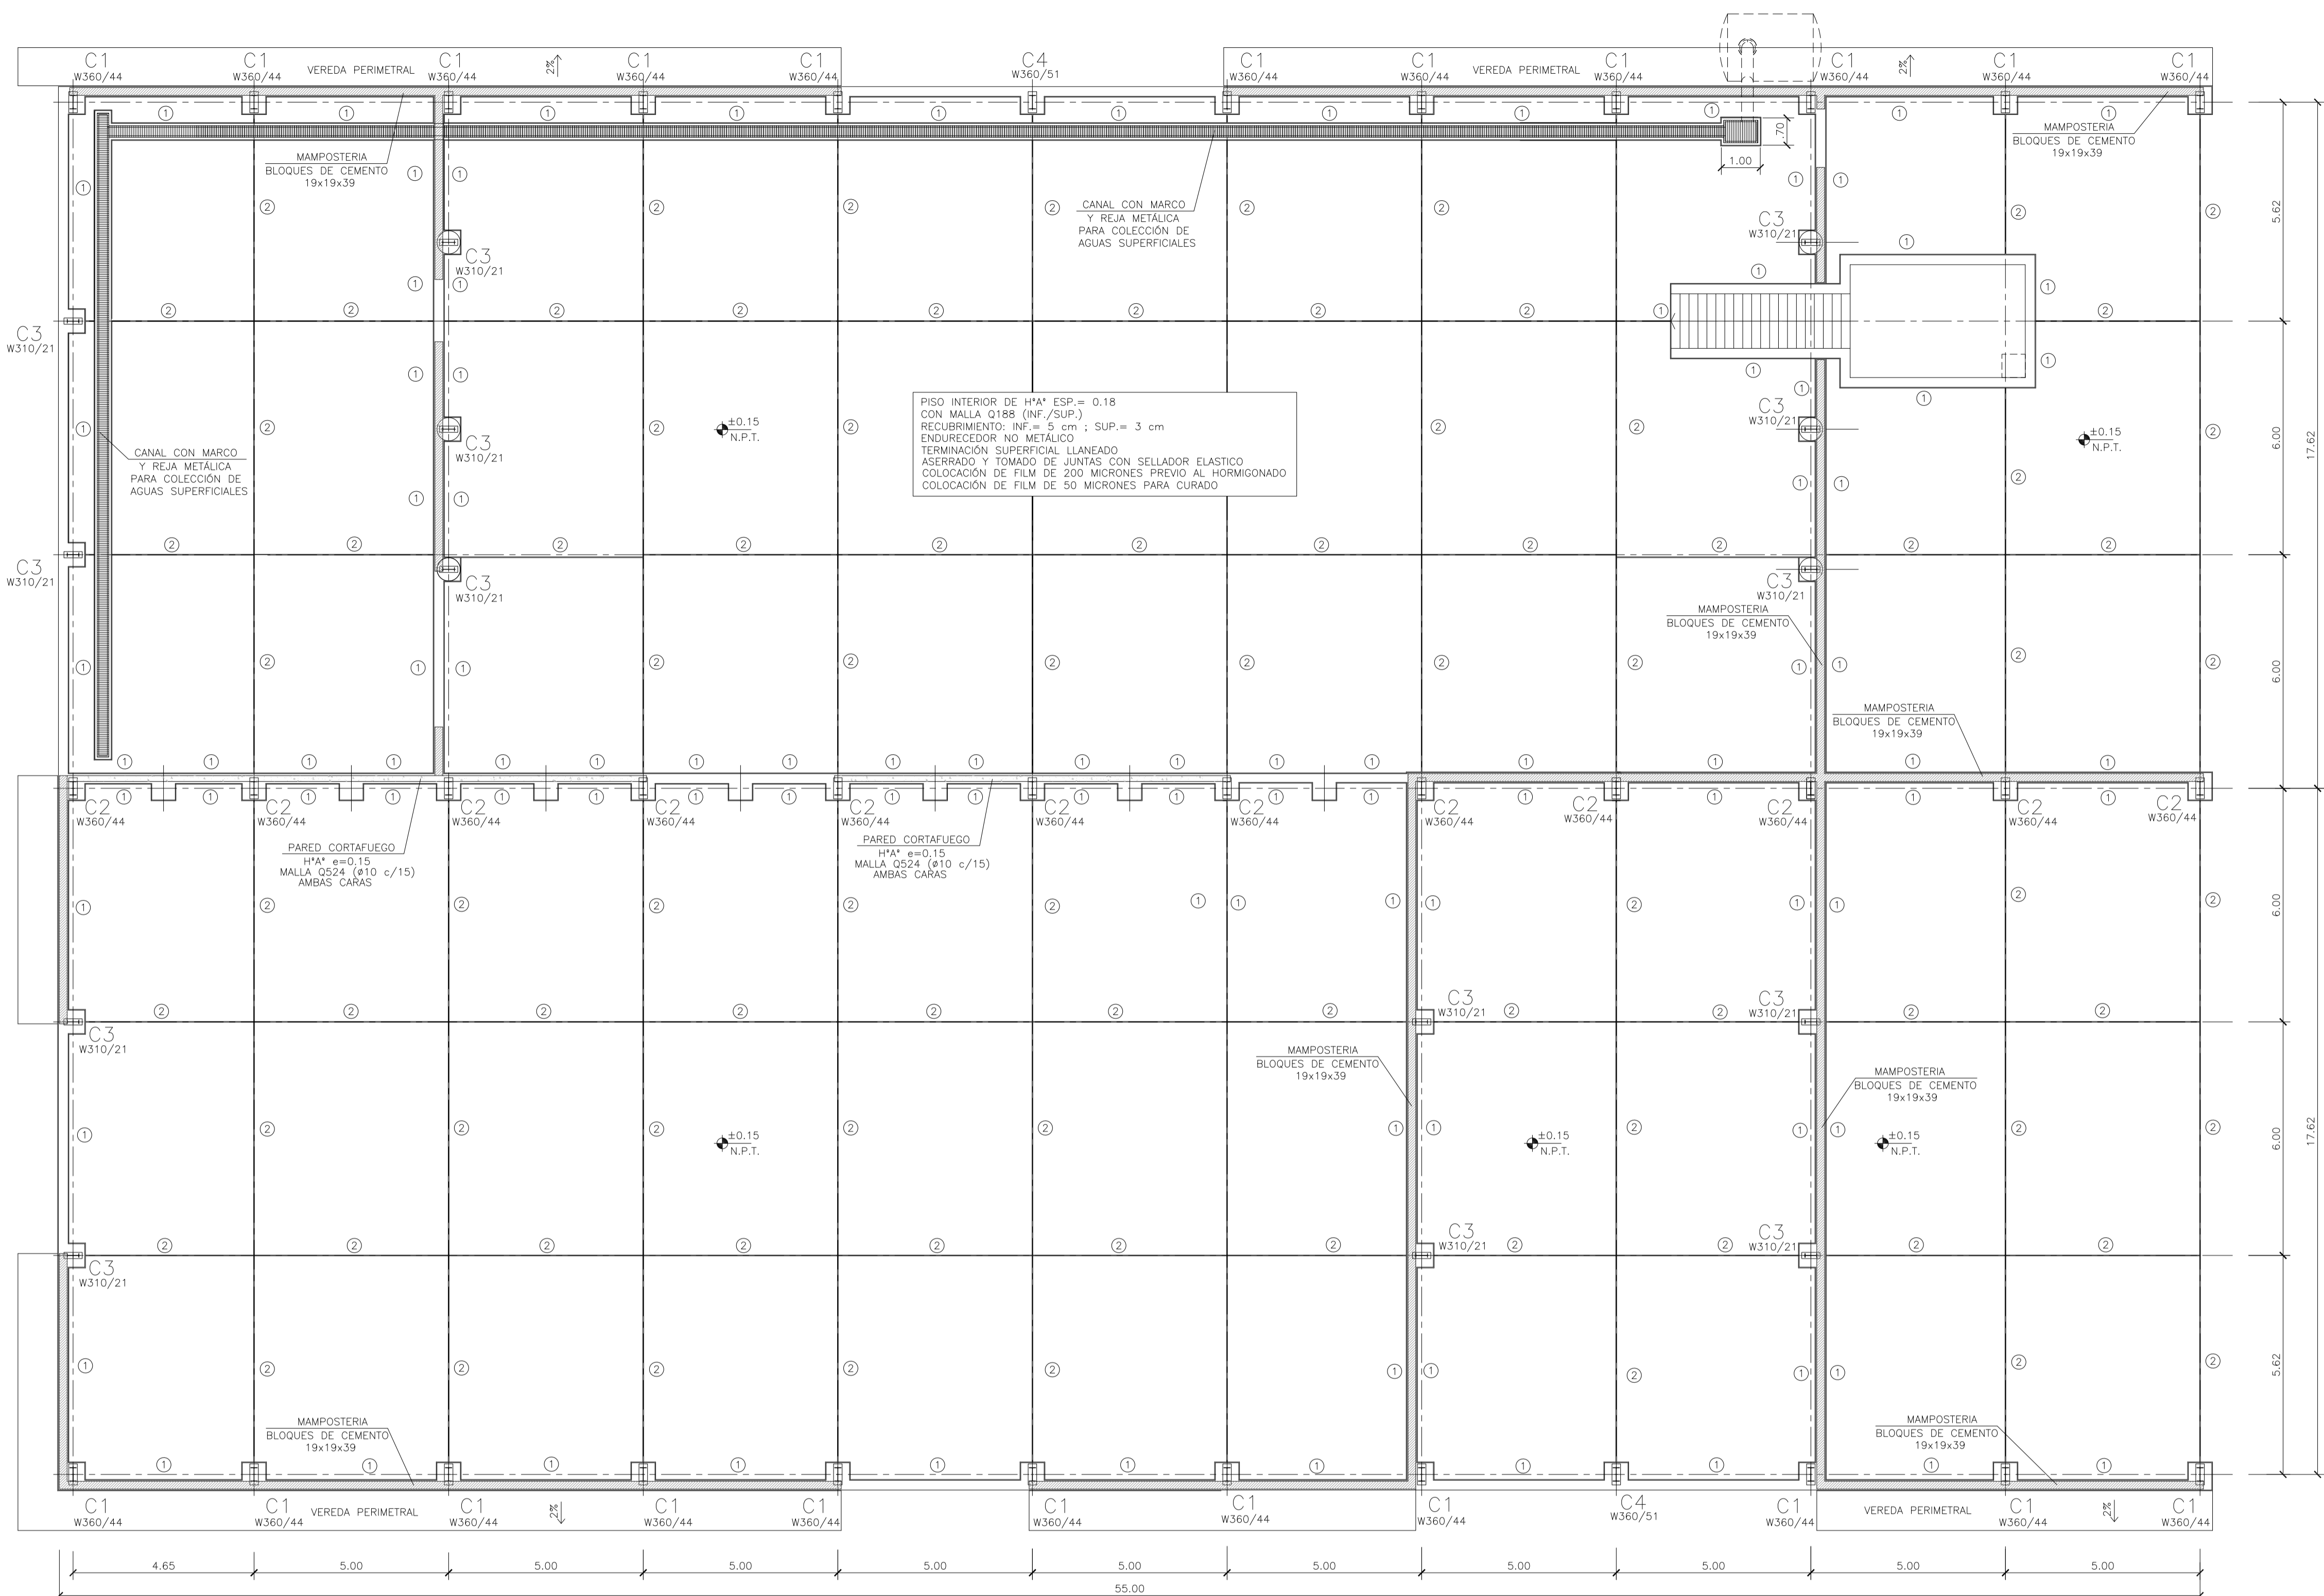 C1 C1 C1 C1 C1 C4 C1 C1 C1 C1 C1 C1
W360/44 W360/44 W360/44 W360/44 W360/44 W360/51 W360/44 W360/44 W360/44 W360/44 W360/44 W360/44
VEREDA PERIMETRAL
2%
VEREDA PERIMETRAL
2%
MAMPOSTERIA
BLOQUES DE CEMENTO
19x19x39
CANAL CON MARCO
Y REJA METÁLICA
PARA COLECCIÓN DE
AGUAS SUPERFICIALES
1.00
.70
MAMPOSTERIA
BLOQUES DE CEMENTO
19x19x39
C3
W310/21
C3
W310/21
C3
W310/21
PISO INTERIOR DE H°A° ESP.= 0.18
CON MALLA Q188 (INF./SUP.)
RECUBRIMIENTO: INF.= 5 cm ; SUP.= 3 cm
ENDURECEDOR NO METÁLICO
TERMINACIÓN SUPERFICIAL LLANEADO
ASERRADO Y TOMADO DE JUNTAS CON SELLADOR ELASTICO
COLOCACIÓN DE FILM DE 200 MICRONES PREVIO AL HORMIGONADO
COLOCACIÓN DE FILM DE 50 MICRONES PARA CURADO
±0.15
N.P.T.
C3
W310/21
C3
W310/21
±0.15
N.P.T.
CANAL CON MARCO
Y REJA METÁLICA
PARA COLECCIÓN DE
AGUAS SUPERFICIALES
C3
W310/21
C3
W310/21
C3
W310/21
MAMPOSTERIA
BLOQUES DE CEMENTO
19x19x39
MAMPOSTERIA
BLOQUES DE CEMENTO
19x19x39
C2 C2 C2 C2 C2 C2 C2 C2 C2 C2 C2 C2
W360/44 W360/44 W360/44 W360/44 W360/44 W360/44 W360/44 W360/44 W360/44 W360/44 W360/44 W360/44
PARED CORTAFUEGO
H°A° e=0.15
MALLA Q524 (ø10 c/15)
AMBAS CARAS
PARED CORTAFUEGO
H°A° e=0.15
MALLA Q524 (ø10 c/15)
AMBAS CARAS
C3
W310/21
C3
W310/21
C3
W310/21
MAMPOSTERIA
BLOQUES DE CEMENTO
19x19x39
MAMPOSTERIA
BLOQUES DE CEMENTO
19x19x39
±0.15
N.P.T.
±0.15
N.P.T.
±0.15
N.P.T.
C3
W310/21
C3
W310/21
C3
W310/21
MAMPOSTERIA
BLOQUES DE CEMENTO
19x19x39
MAMPOSTERIA
BLOQUES DE CEMENTO
19x19x39
C1 C1 C1 C1 C1 C1 C1 C1 C4 C1 C1 C1
W360/44 W360/44 W360/44 W360/44 W360/44 W360/44 W360/44 W360/44 W360/51 W360/44 W360/44 W360/44
VEREDA PERIMETRAL
2%
VEREDA PERIMETRAL
2%
5.62
6.00
6.00
6.00
6.00
5.62
17.62
17.62
4.65 5.00 5.00 5.00 5.00 5.00 5.00 5.00 5.00 5.00 5.00
55.00